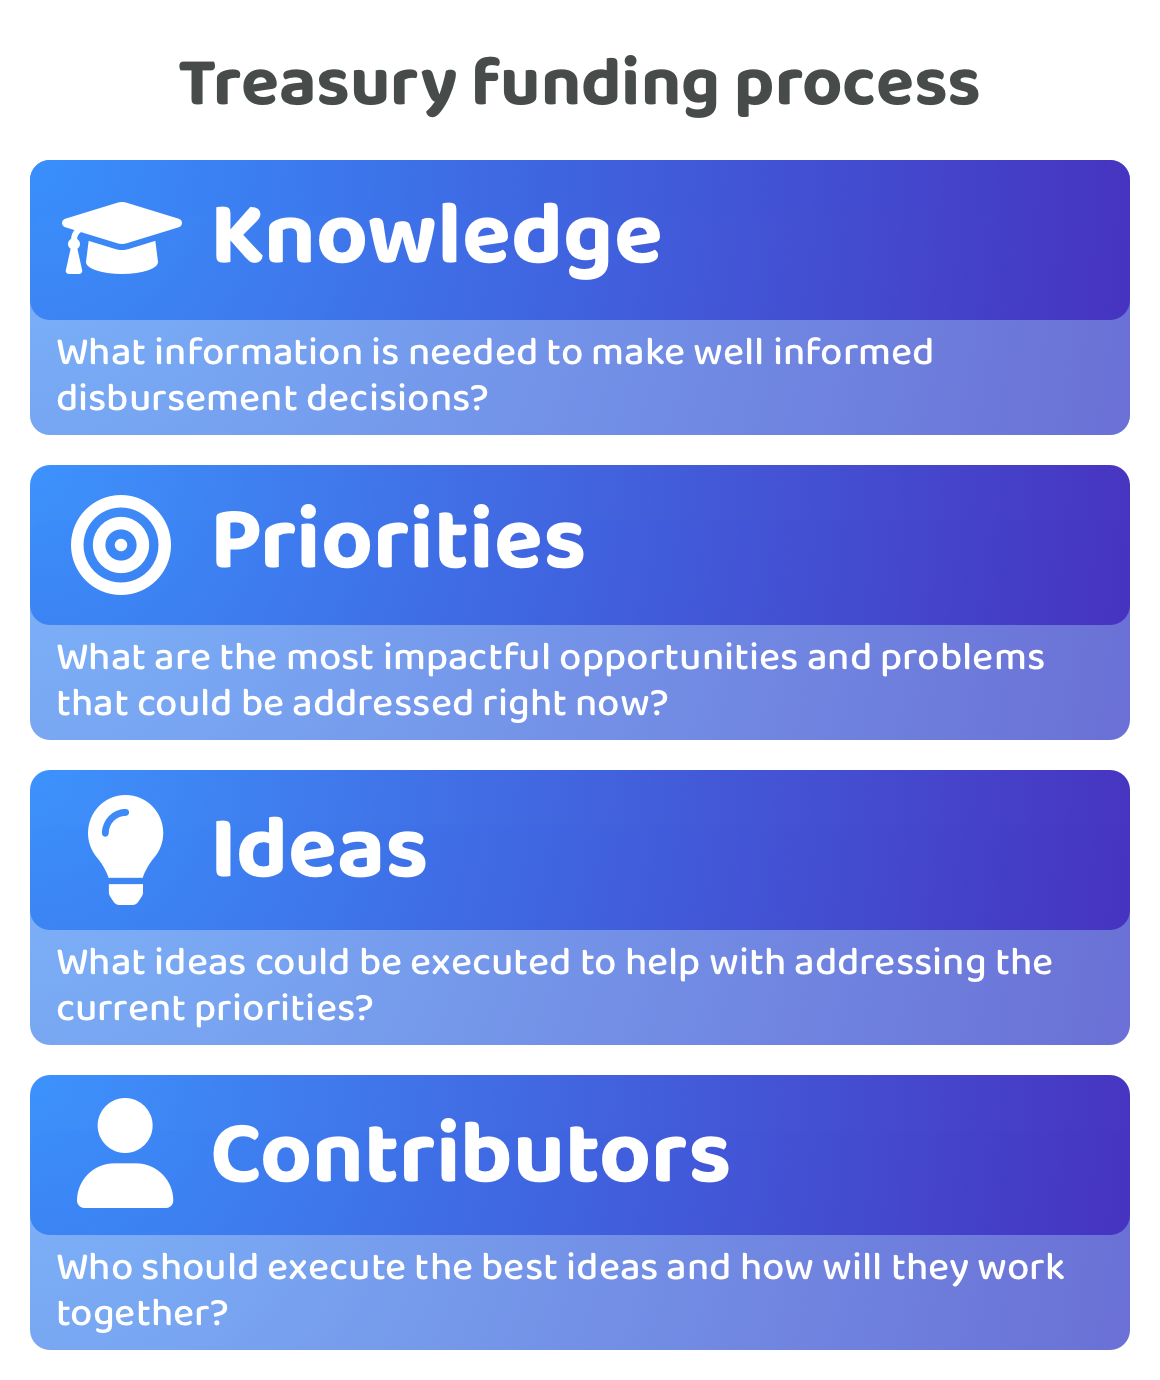 Treasury funding process
Knowledge
What information is needed to make well informed
disbursement decisions?
Priorities
What are the most impactful opportunities and problems
that could be addressed right now?
Ideas
What ideas could be executed to help with addressing the
current priorities?
Contributors
Who should execute the best ideas and how will they work
together?